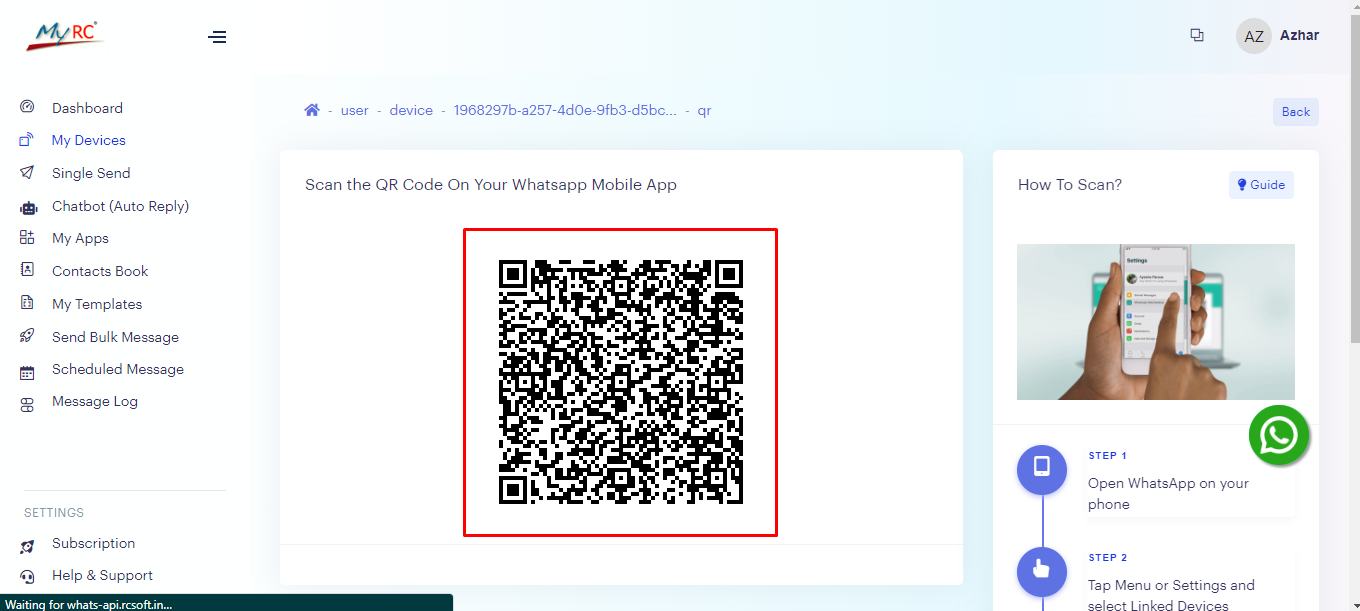 MyRC
AZ
Azhar
Dashboard
My Devices
Single Send
Chatbot (Auto Reply)
My Apps
Contacts Book
My Templates
Send Bulk Message
Scheduled Message
Message Log
SETTINGS
Subscription
Help & Support
Waiting for whats-api.rcsoft.in...
- user - device - 1968297b-a257-4d0e-9fb3-d5bc... - qr
Back
Scan the QR Code On Your Whatsapp Mobile App
How To Scan?
Guide
Settings
STEP 1
Open WhatsApp on your
phone
STEP 2
Tap Menu or Settings and
select Linked Devices